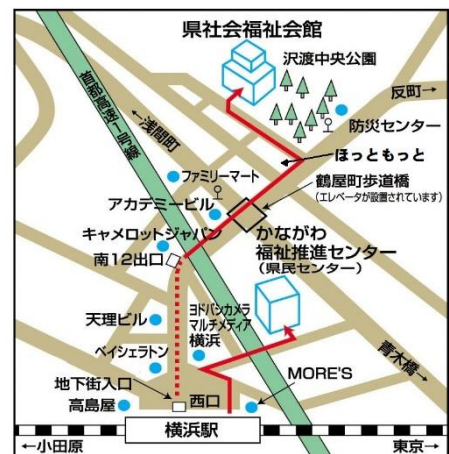 県社会福祉会館
沢渡中央公園
反町→
首都高速1号線
←浅間町
防災センター
ほっともっと
ファミリーマート
鶴屋町歩道橋
(エレベータが設置されています)
アカデミービル
かながわ
福祉推進センター
(県民センター)
キャメロットジャパン
南12出口
天理ビル
ヨドバシカメラ
マルチメディア
横浜
ベイシェラトン
青木橋→
地下街入口
MORE'S
高島屋
西口
横浜駅
←小田原
東京→